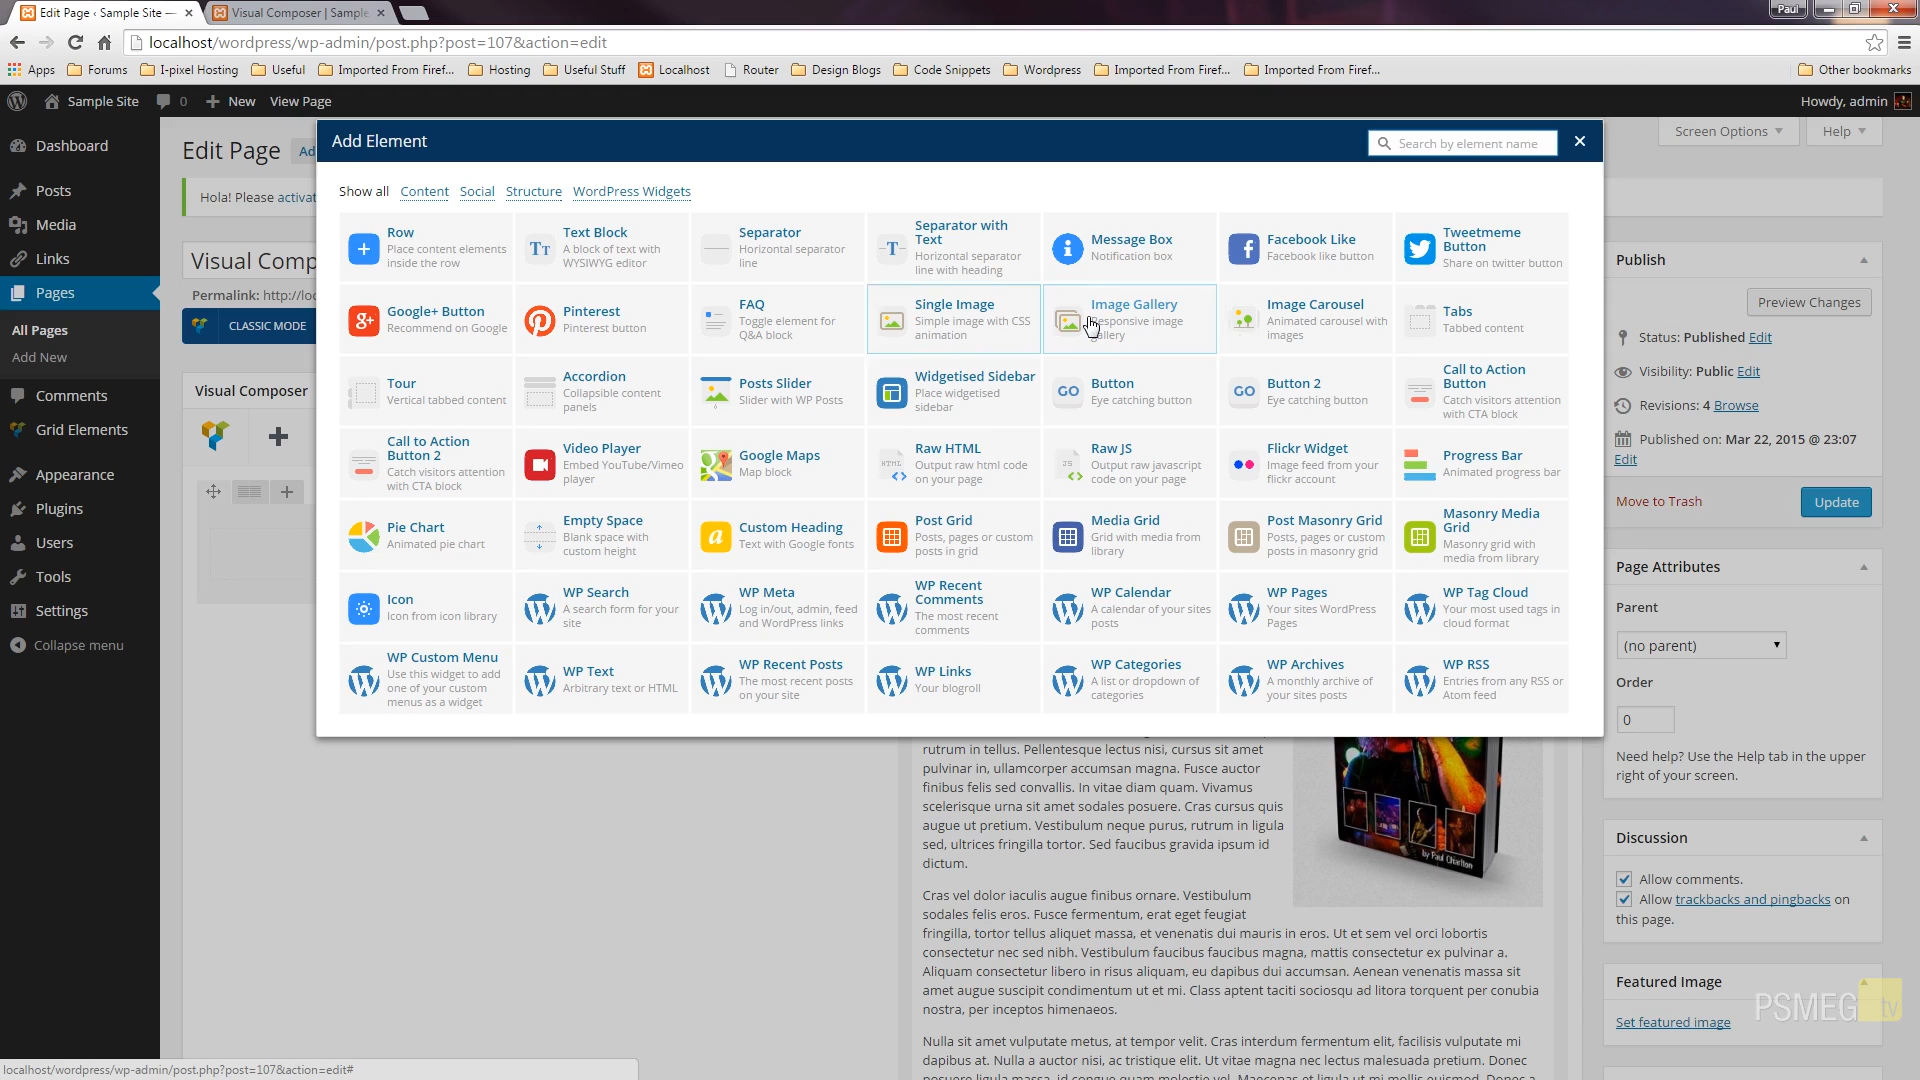 Edit Page ‹ Sample Site —
Visual Composer | Sample
Paul
localhost/wordpress/wp-admin/post.php?post=107&action=edit
Apps
Forums
I-pixel Hosting
Useful
Imported From Firef...
Hosting
Useful Stuff
Localhost
Router
Design Blogs
Code Snippets
Wordpress
Imported From Firef...
Imported From Firef...
Other bookmarks
Sample Site
0
New
View Page
Howdy, admin
Dashboard
Posts
Media
Links
Pages
All Pages
Add New
Comments
Grid Elements
Appearance
Plugins
Users
Tools
Settings
Collapse menu
Edit Page
Ad
Hola! Please activat
Visual Comp
Permalink: http://loc
CLASSIC MODE
Visual Composer
Add Element
Search by element name
Show all
Content
Social
Structure
WordPress Widgets
Row
Place content elements
inside the row
Text Block
A block of text with
WYSIWYG editor
Separator
Horizontal separator
line
Separator with
Text
Horizontal separator
line with heading
Message Box
Notification box
Facebook Like
Facebook like button
Tweetmeme
Button
Share on twitter button
Google+ Button
Recommend on Google
Pinterest
Pinterest button
FAQ
Toggle element for
Q&A block
Single Image
Simple image with CSS
animation
Image Gallery
Responsive image
gallery
Image Carousel
Animated carousel with
images
Tabs
Tabbed content
Tour
Vertical tabbed content
Accordion
Collapsible content
panels
Posts Slider
Slider with WP Posts
Widgetised Sidebar
Place widgetised
sidebar
GO
Button
Eye catching button
GO
Button 2
Eye catching button
Call to Action
Button
Catch visitors attention
with CTA block
Call to Action
Button 2
Catch visitors attention
with CTA block
Video Player
Embed YouTube/Vimeo
player
Google Maps
Map block
HTML
Raw HTML
Output raw html code
on your page
JS
Raw JS
Output raw javascript
code on your page
Flickr Widget
Image feed from your
flickr account
Progress Bar
Animated progress bar
Pie Chart
Animated pie chart
Empty Space
Blank space with
custom height
Custom Heading
Text with Google fonts
Post Grid
Posts, pages or custom
posts in grid
Media Grid
Grid with media from
library
Post Masonry Grid
Posts, pages or custom
posts in masonry grid
Masonry Media
Grid
Masonry grid with
media from library
Icon
Icon from icon library
WP Search
A search form for your
site
WP Meta
Log in/out, admin, feed
and WordPress links
WP Recent
Comments
The most recent
comments
WP Calendar
A calendar of your sites
posts
WP Pages
Your sites WordPress
Pages
WP Tag Cloud
Your most used tags in
cloud format
WP Custom Menu
Use this widget to add
one of your custom
menus as a widget
WP Text
Arbitrary text or HTML
WP Recent Posts
The most recent posts
on your site
WP Links
Your blogroll
WP Categories
A list or dropdown of
categories
WP Archives
A monthly archive of
your sites posts
WP RSS
Entries from any RSS or
Atom feed
rutrum in tellus. Pellentesque lectus nisi, cursus sit amet
pulvinar in, ullamcorper accumsan magna. Fusce auctor
finibus felis sed convallis. In vitae diam quam. Vivamus
scelerisque urna sit amet sodales posuere. Cras cursus quis
augue ut pretium. Vestibulum neque purus, rutrum in ligula
sed, ultrices fringilla tortor. Sed faucibus gravida ipsum id
dictum.
by Paul Charlton
Cras vel dolor iaculis augue finibus ornare. Vestibulum
sodales felis eros. Fusce fermentum, erat eget feugiat
fringilla, tortor tellus aliquet massa, et venenatis dui mauris in eros. Ut et sem vel orci lobortis
consectetur nec sed nibh. Vestibulum faucibus faucibus magna, mattis consectetur ex pulvinar a.
Aliquam consectetur libero in risus aliquam, eu dapibus dui accumsan. Aenean venenatis massa sit
amet augue suscipit condimentum ut et mi. Class aptent taciti sociosqu ad litora torquent per conubia
nostra, per inceptos himenaeos.
Nulla sit amet vulputate metus, at tempor velit. Cras interdum fermentum elit, facilisis vulputate mi
dapibus at. Nulla a auctor nisi, ac tristique elit. Ut vitae magna nec lectus malesuada pretium. Donec
Screen Options
Help
Publish
Preview Changes
Status: Published Edit
Visibility: Public Edit
Revisions: 4 Browse
Published on: Mar 22, 2015 @ 23:07
Edit
Move to Trash
Update
Page Attributes
Parent
(no parent)
Order
0
Need help? Use the Help tab in the upper
right of your screen.
Discussion
Allow comments.
Allow trackbacks and pingbacks on
this page.
Featured Image
Set featured image
PSMEG tv
localhost/wordpress/wp-admin/post.php?post=107&action=edit#